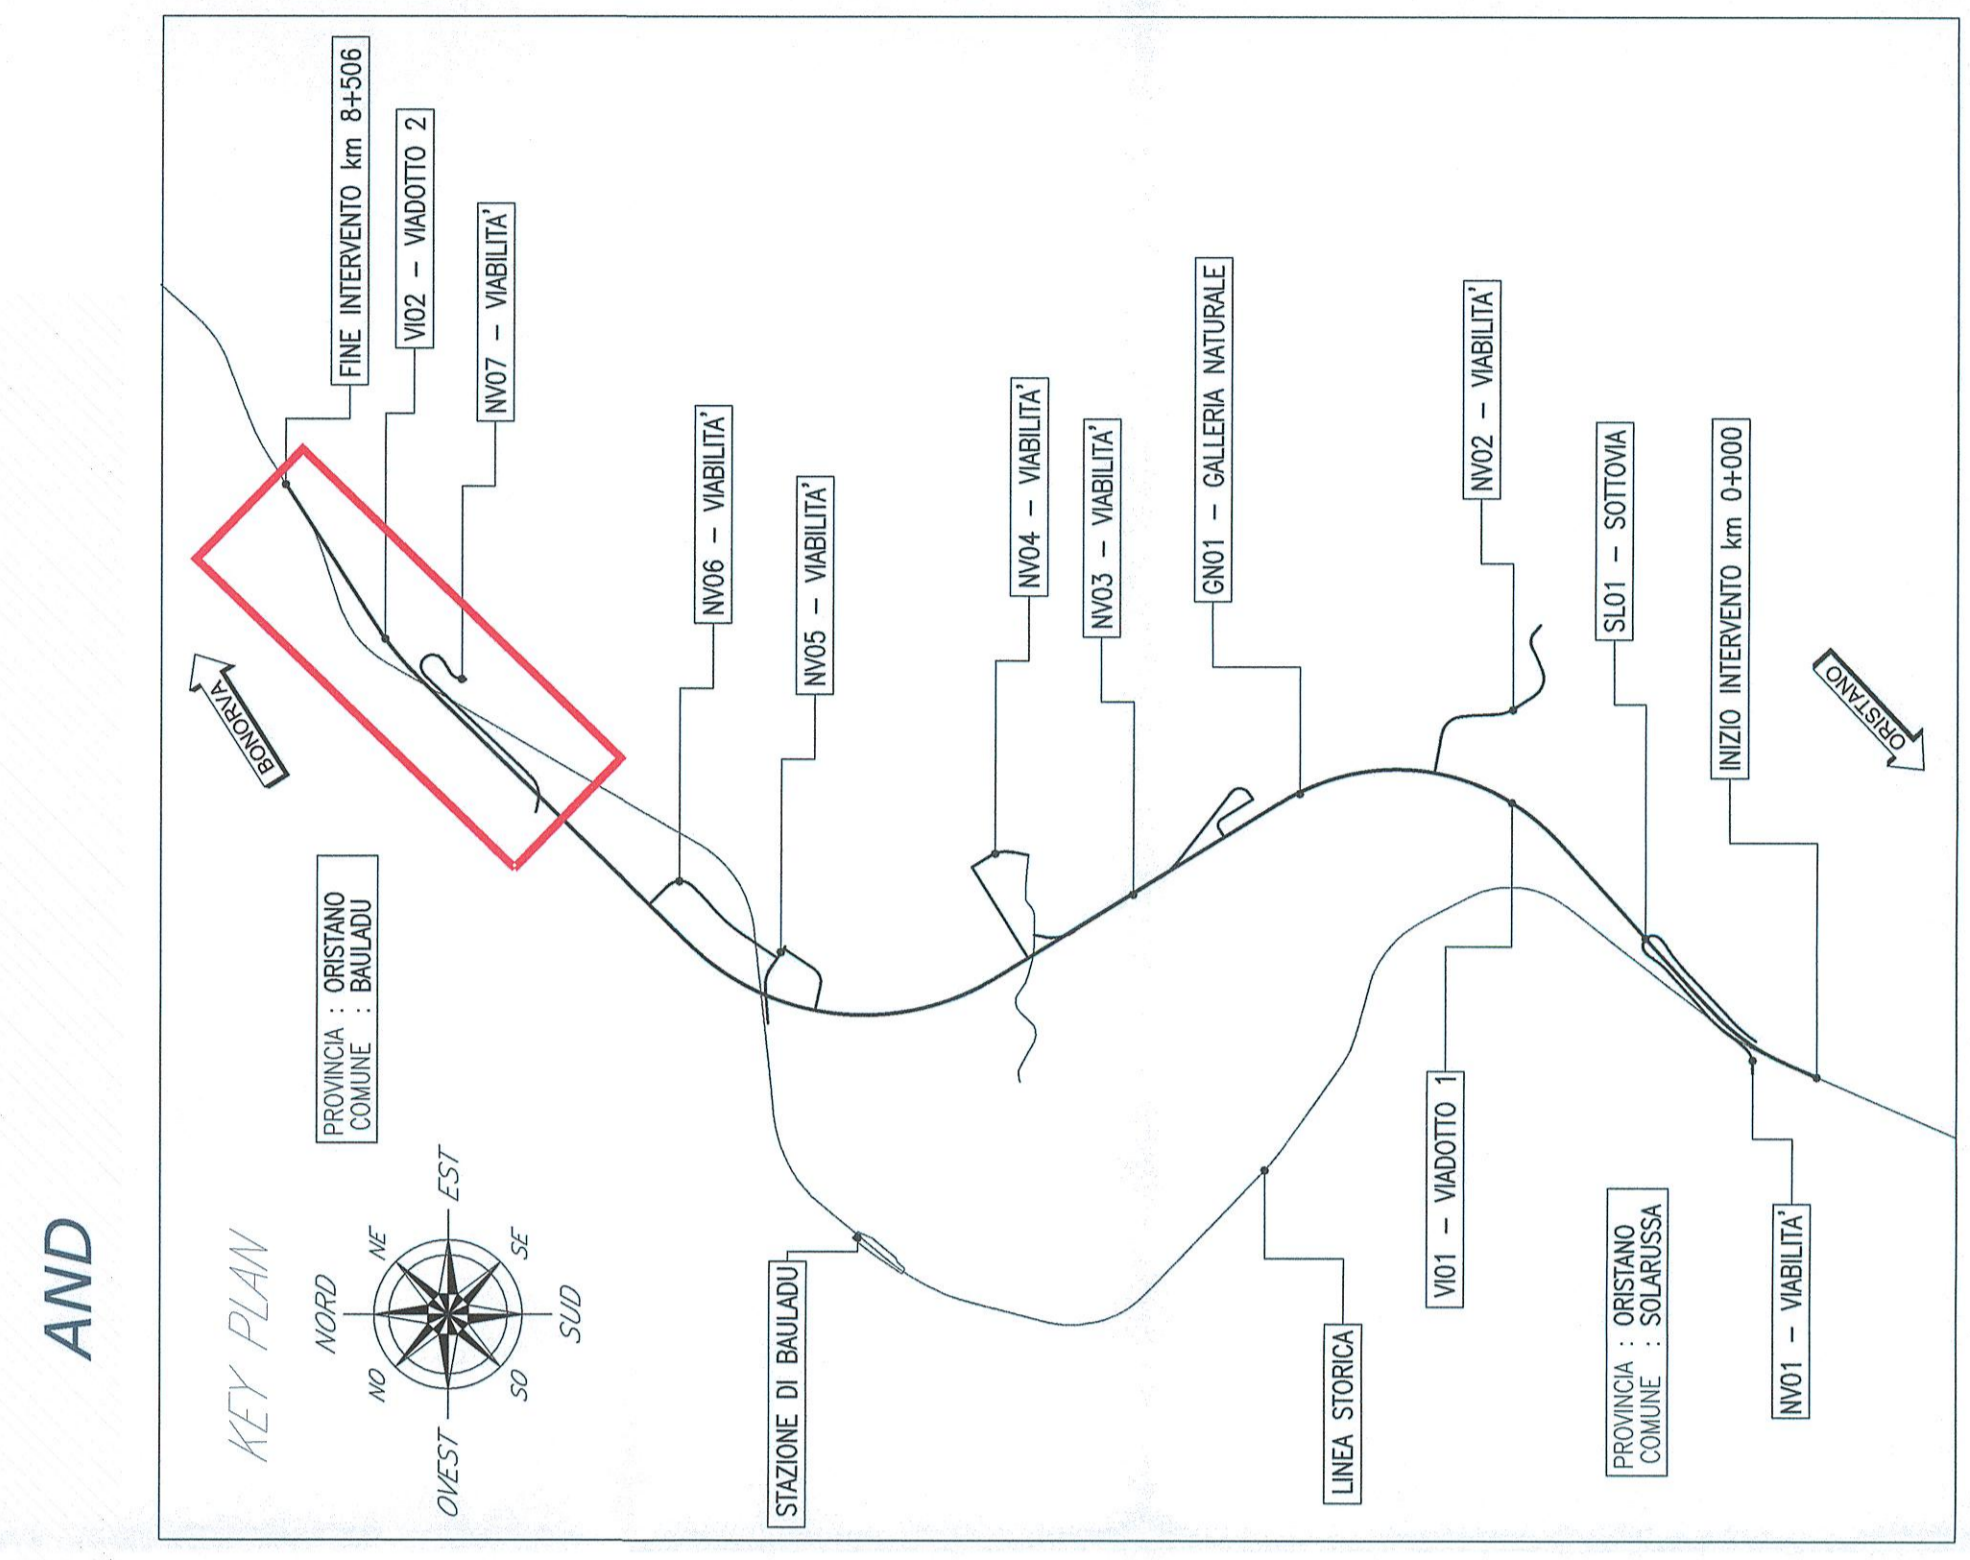 AND
KEY PLAN
NORD
NE
EST
SE
SUD
SO
OVEST
NO
PROVINCIA : ORISTANO
COMUNE : BAULADU
BONORVA
FINE INTERVENTO km 8+506
VI02 – VIADOTTO 2
NV07 – VIABILITA'
NV06 – VIABILITA'
NV05 – VIABILITA'
STAZIONE DI BAULADU
NV04 – VIABILITA'
NV03 – VIABILITA'
GN01 – GALLERIA NATURALE
LINEA STORICA
VI01 – VIADOTTO 1
NV02 – VIABILITA'
SL01 – SOTTOVIA
PROVINCIA : ORISTANO
COMUNE : SOLARUSSA
INIZIO INTERVENTO km 0+000
NV01 – VIABILITA'
ORISTANO